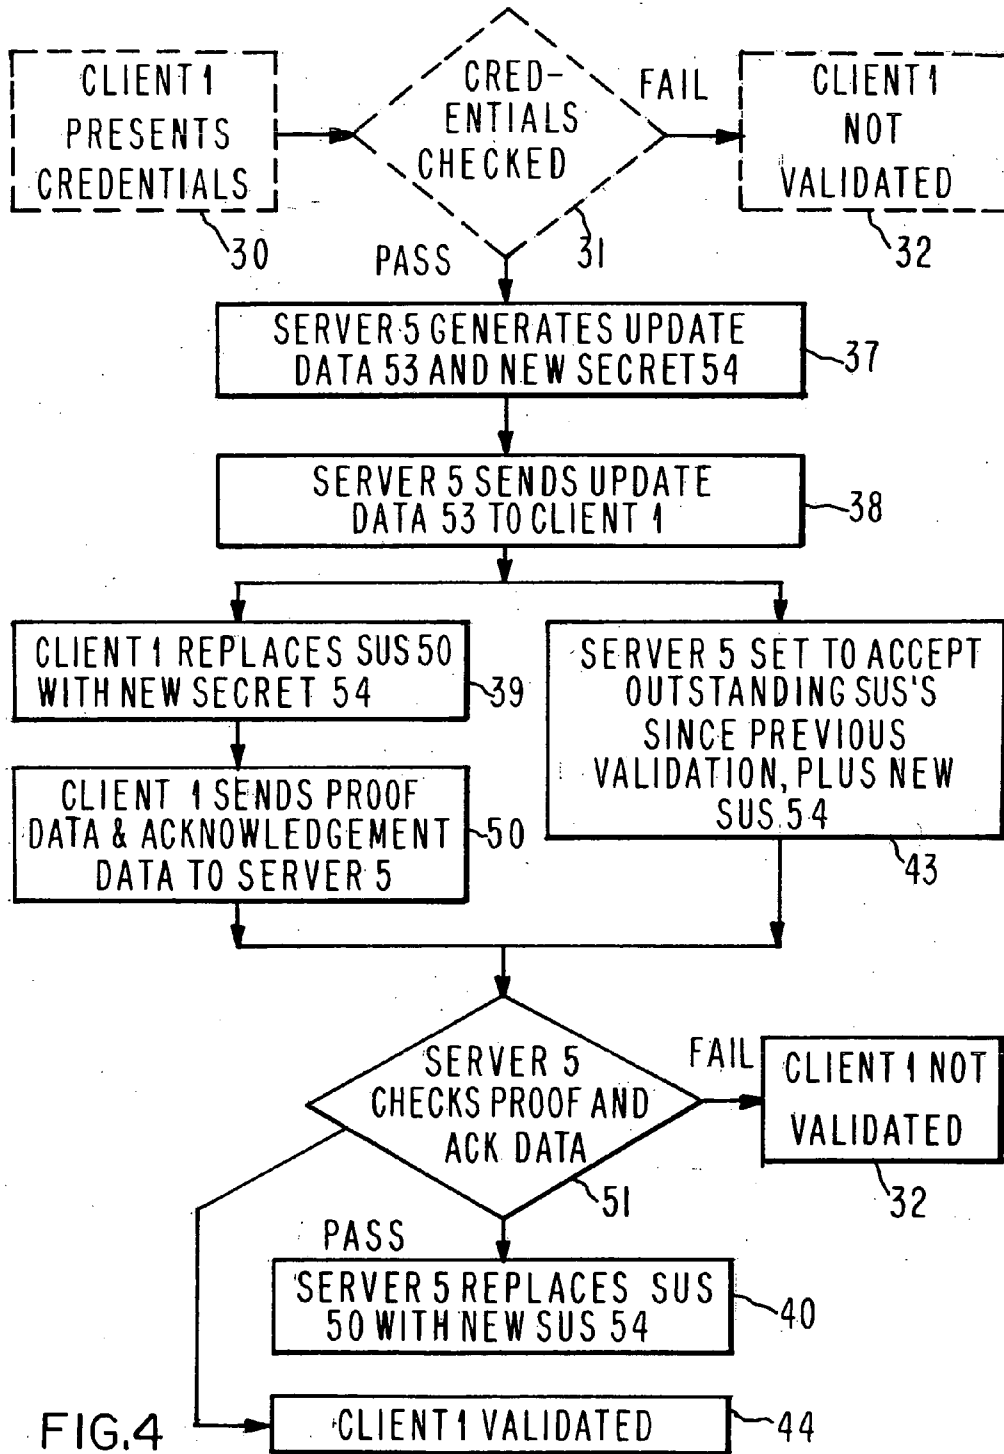 CLIENT 1
PRESENTS
CREDENTIALS
30
CRED-
ENTIALS
CHECKED
31
FAIL
CLIENT 1
NOT
VALIDATED
32
PASS
SERVER 5 GENERATES UPDATE
DATA 53 AND NEW SECRET 54
37
SERVER 5 SENDS UPDATE
DATA 53 TO CLIENT 1
38
CLIENT 1 REPLACES SUS 50
WITH NEW SECRET 54
39
CLIENT 1 SENDS PROOF
DATA & ACKNOWLEDGEMENT
DATA TO SERVER 5
50
SERVER 5 SET TO ACCEPT
OUTSTANDING SUS'S
SINCE PREVIOUS
VALIDATION, PLUS NEW
SUS 54
43
SERVER 5
CHECKS PROOF AND
ACK DATA
51
FAIL
CLIENT 1 NOT
VALIDATED
32
PASS
SERVER 5 REPLACES SUS
50 WITH NEW SUS 54
40
CLIENT 1 VALIDATED
44
FIG.4